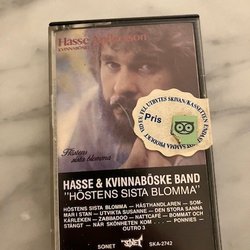 Hasse Andersson
KVINNABÖSKE
Höstens
sista blomma
Pris
HASSE & KVINNABÖSKE BAND
"HÖSTENS SISTA BLOMMA"
HÖSTENS SISTA BLOMMA — HÄSTHANDLAREN — SOM-
MAR I STAN — UTVIKTA SUSANNE — DEN STORA SANNA
KÄRLEKEN — ZABADOO — NATTCAFÉ — BOMMAT OCH
STÄNGT — NÄR SKÖNHETEN KOM . . . — PONNIES —
OUTRO 3
SONET
SKA-2742